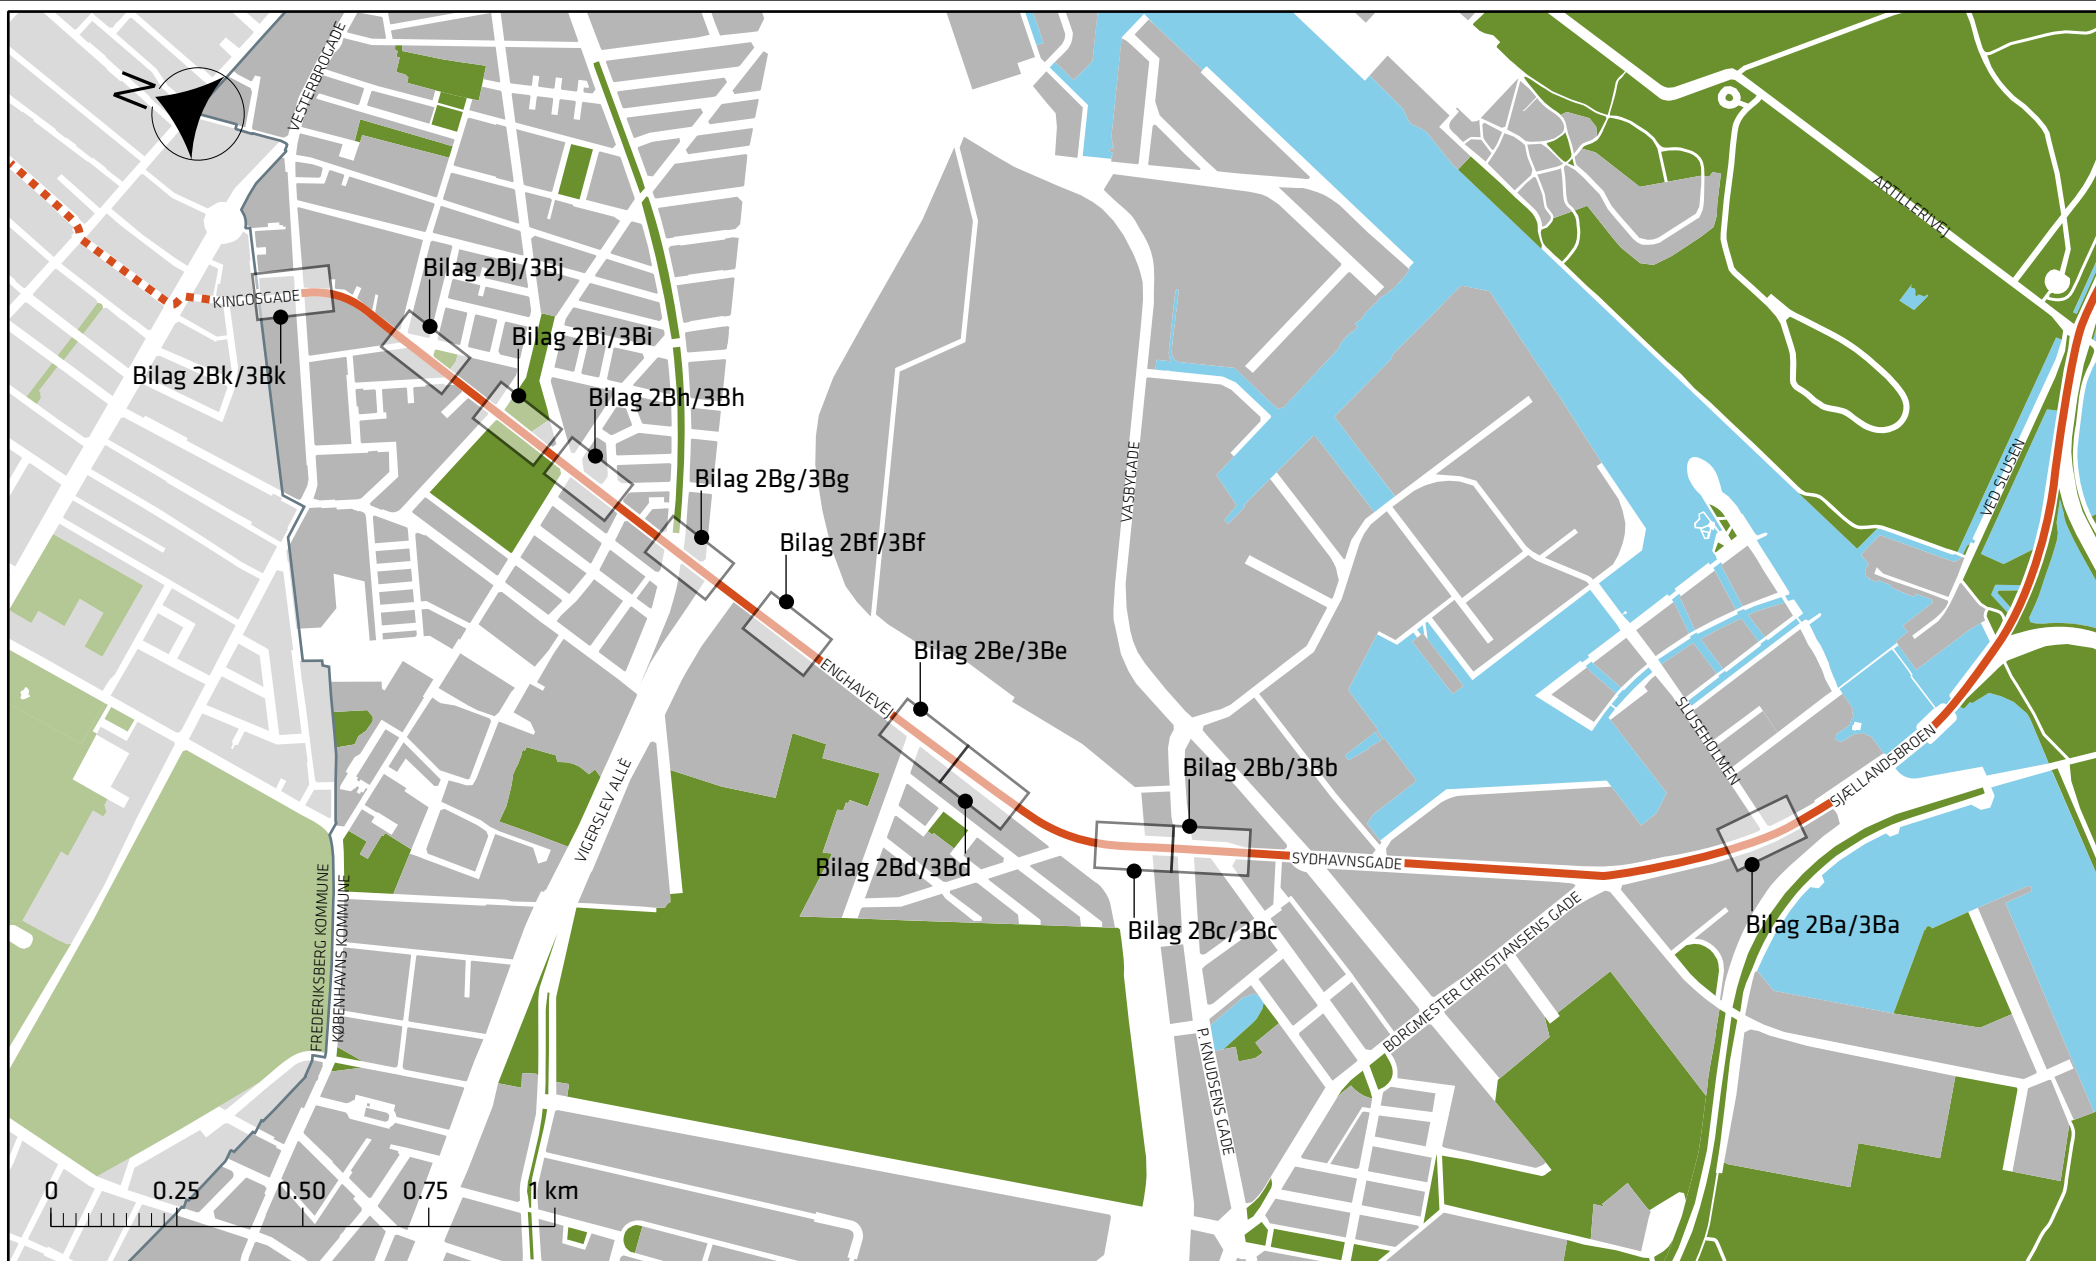 VESTERBROGADE
N
ARTILLERIVEJ
Bilag 2Bj/3Bj
KINGOSGADE
Bilag 2Bi/3Bi
Bilag 2Bk/3Bk
Bilag 2Bh/3Bh
Bilag 2Bg/3Bg
VASBYGADE
VED SLUSEN
Bilag 2Bf/3Bf
Bilag 2Be/3Be
ENGHAVEVEJ
SLUSEHOLMEN
SJÆLLANDSBROEN
Bilag 2Bb/3Bb
VIGERSLEV ALLÈ
Bilag 2Bd/3Bd
SYDHAVNSGADE
Bilag 2Bc/3Bc
Bilag 2Ba/3Ba
FREDERIKSBERG KOMMUNE
KØBENHAVNS KOMMUNE
BORGMESTER CHRISTIANSENS GADE
P. KNUDSENS GADE
0 0.25 0.50 0.75 1 km